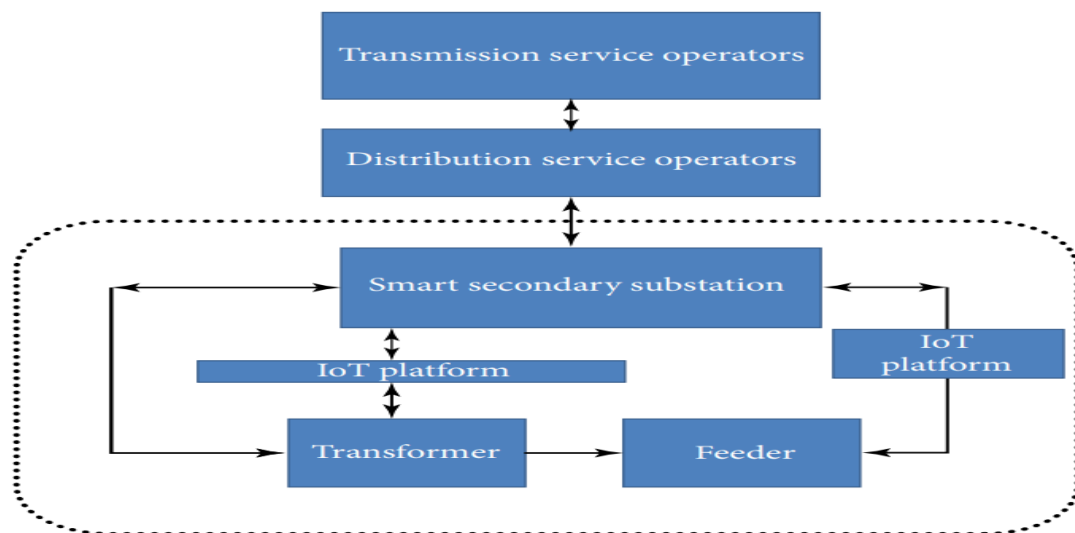 Transmission service operators
Distribution service operators
Smart secondary substation
IoT platform
IoT
platform
Transformer
Feeder